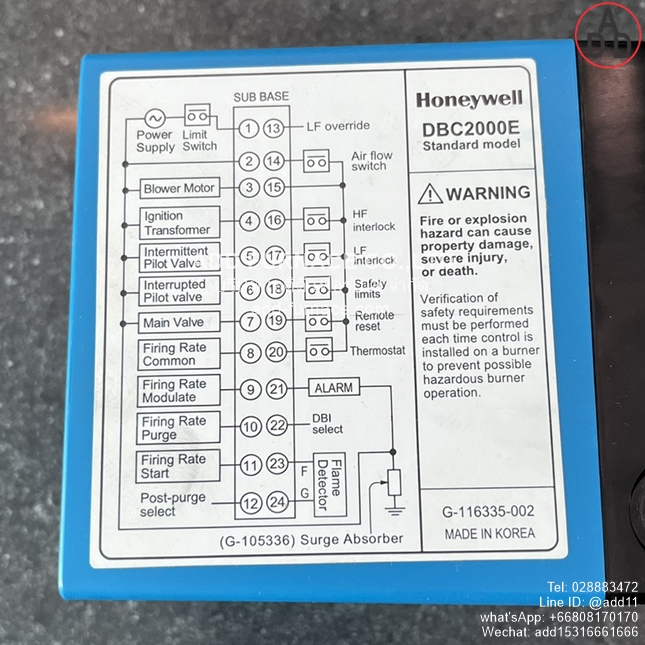 SUB BASE
Power Supply
Limit Switch
1 13 LF override
2 14 Air flow switch
Blower Motor 3 15
Ignition Transformer 4 16 HF interlock
Intermittent Pilot Valve 5 17 LF interlock
Interrupted Pilot valve 6 18 Safety limits
Main Valve 7 19 Remote reset
Firing Rate Common 8 20 Thermostat
Firing Rate Modulate 9 21 ALARM
Firing Rate Purge 10 22 DBI select
Firing Rate Start 11 23 F
Flame Detector
Post-purge select 12 24 G
(G-105336) Surge Absorber
Honeywell
DBC2000E
Standard model
WARNING
Fire or explosion
hazard can cause
property damage,
severe injury,
or death.
Verification of
safety requirements
must be performed
each time control is
installed on a burner
to prevent possible
hazardous burner
operation.
G-116335-002
MADE IN KOREA
Tel: 028883472
Line ID: @add11
what'sApp: +66808170170
Wechat: add15316661666